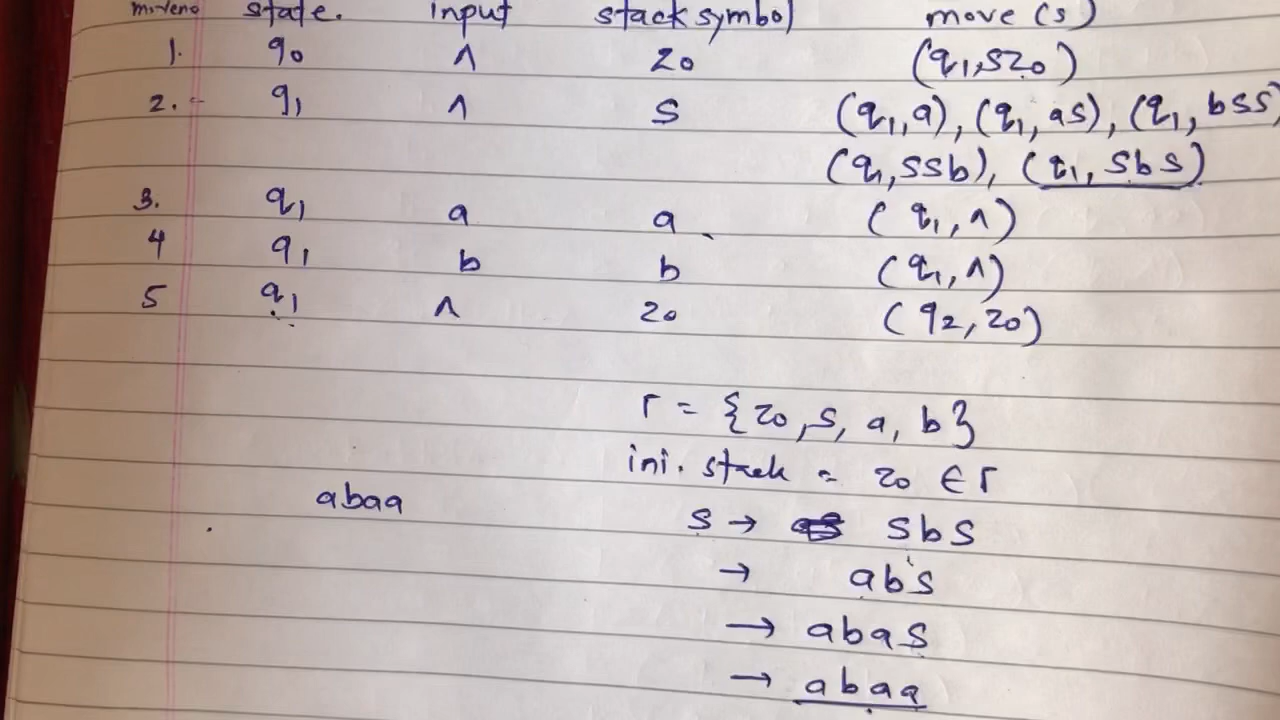 moveno state. input stack symbol move(s)
1. q0 Λ z0 (q1, sz0)
2. q1 Λ s (q1, a), (q1, as), (q1, bss)
(q1, ssb), (q1, sbs)
3. q1 a a (q1, Λ)
4 q1 b b (q1, Λ)
5 q1 Λ z0 (q2, z0)
Γ = {z0, s, a, b}
ini. stack = z0 ∈ Γ
abaa
s → sbs
→ abs
→ abas
→ abaa